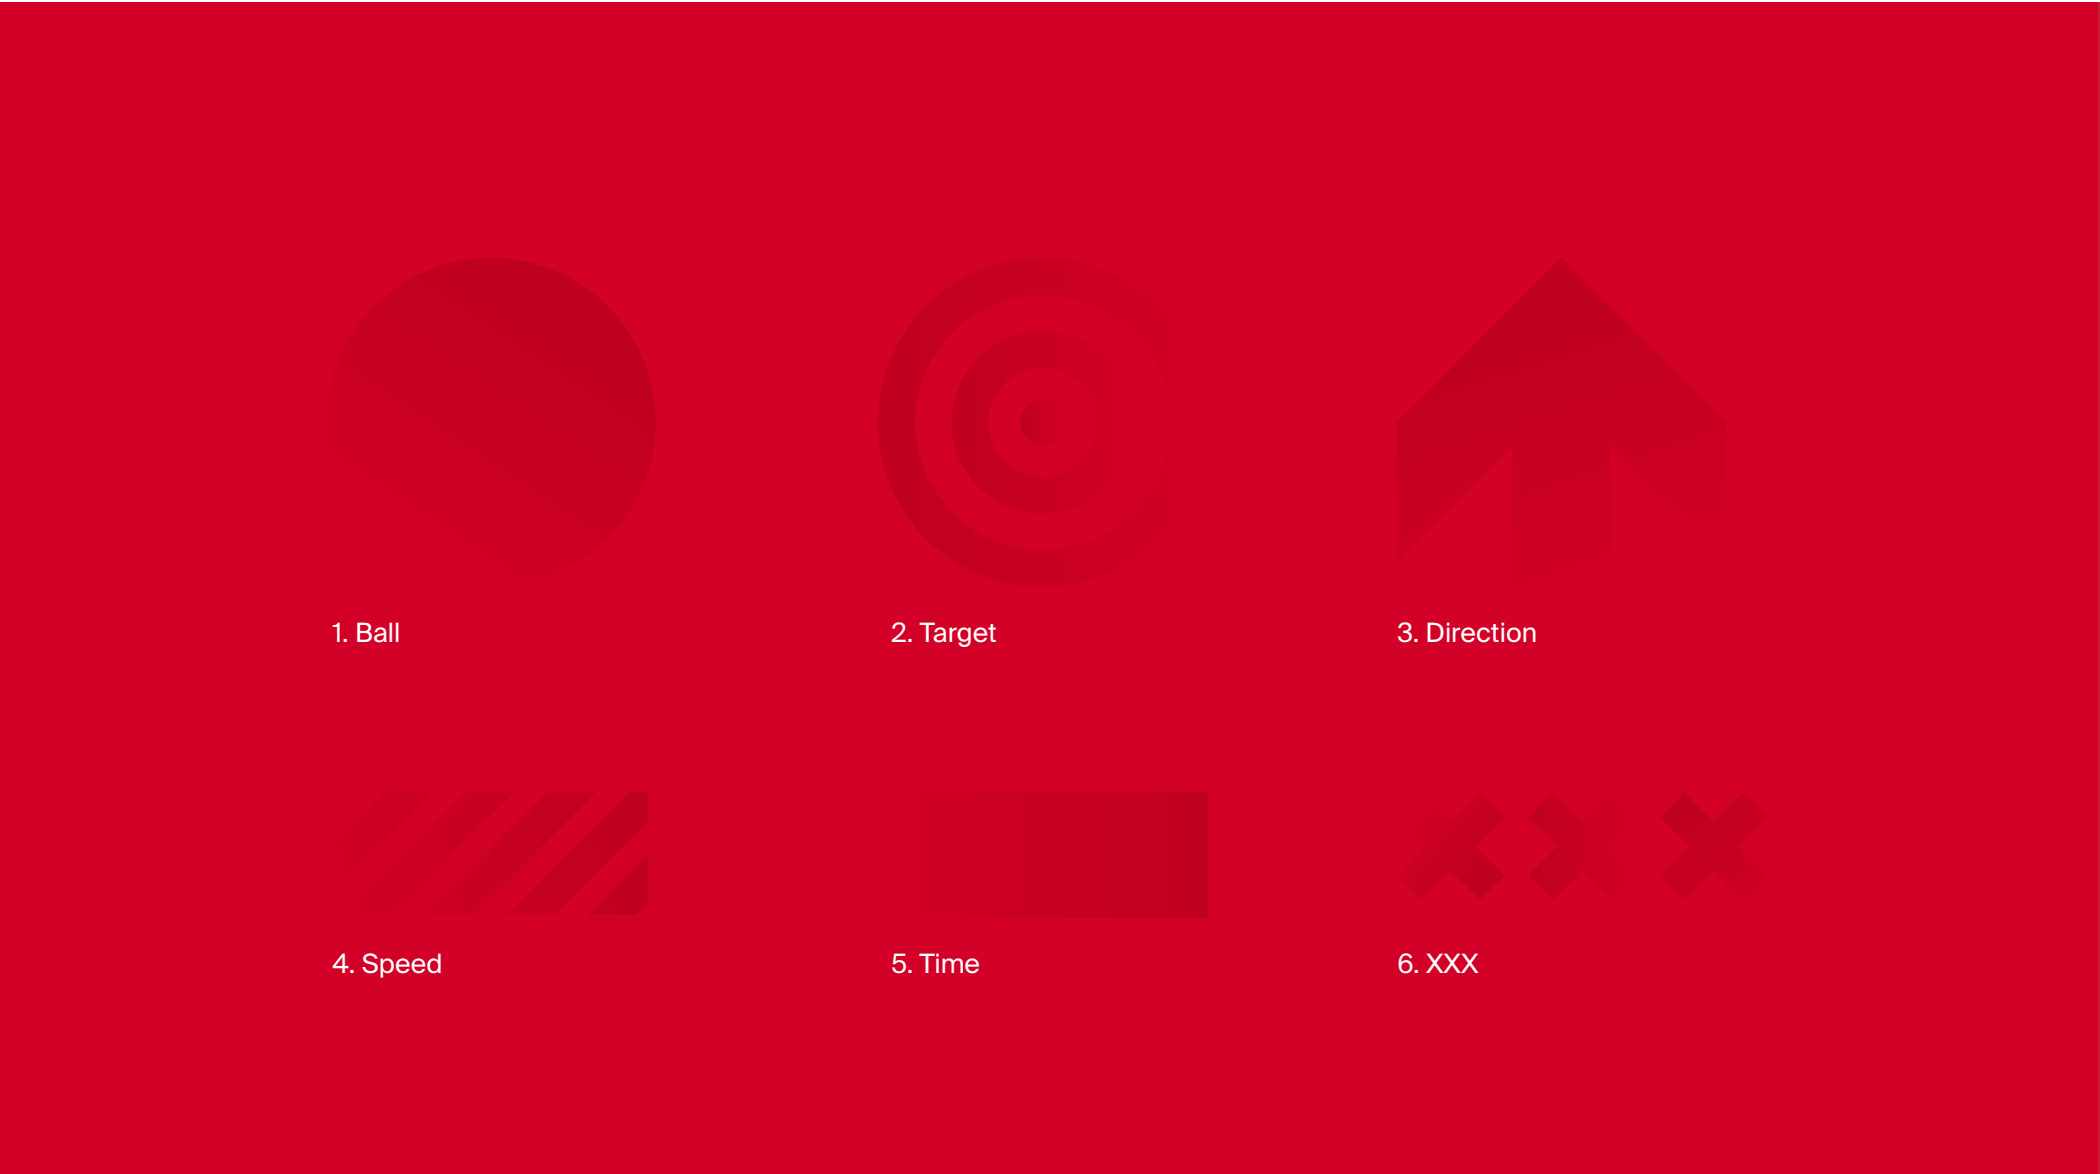 1. Ball
2. Target
3. Direction
4. Speed
5. Time
6. XXX